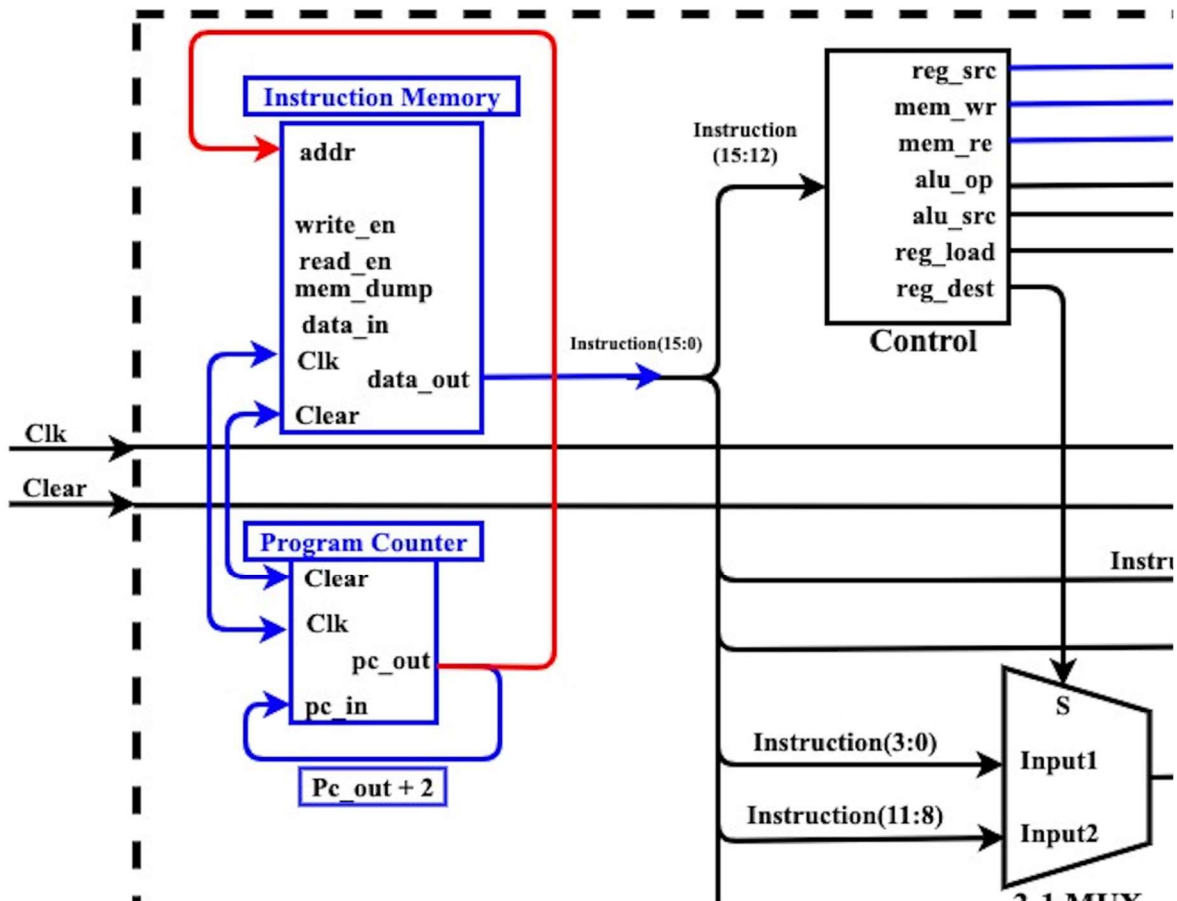 Instruction Memory
addr
write_en
read_en
mem_dump
data_in
Clk
data_out
Clear
Instruction(15:0)
Instruction
(15:12)
reg_src
mem_wr
mem_re
alu_op
alu_src
reg_load
reg_dest
Control
Clk
Clear
Program Counter
Clear
Clk
pc_out
pc_in
Pc_out + 2
S
Instruction(3:0)
Input1
Instruction(11:8)
Input2